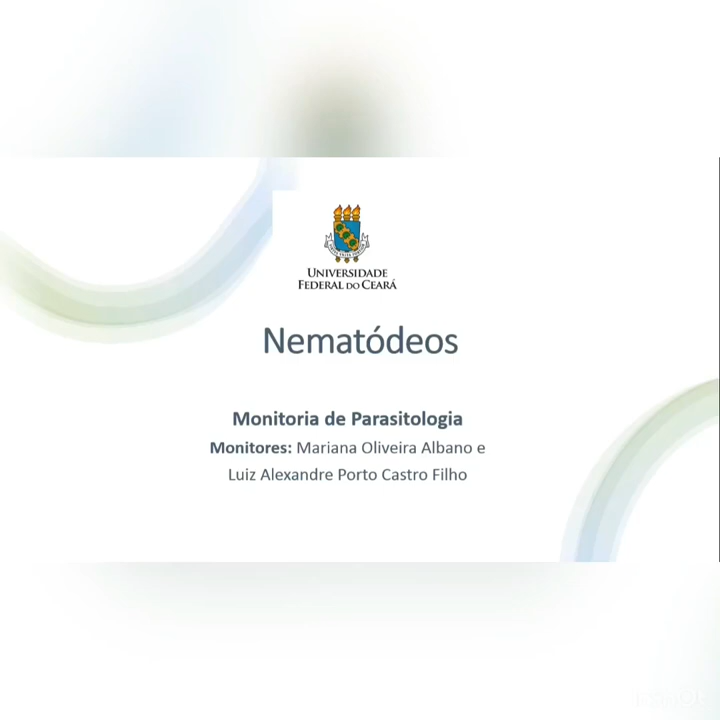 UNIVERSIDADE
FEDERAL DO CEARÁ
Nematódeos
Monitoria de Parasitologia
Monitores: Mariana Oliveira Albano e
Luiz Alexandre Porto Castro Filho